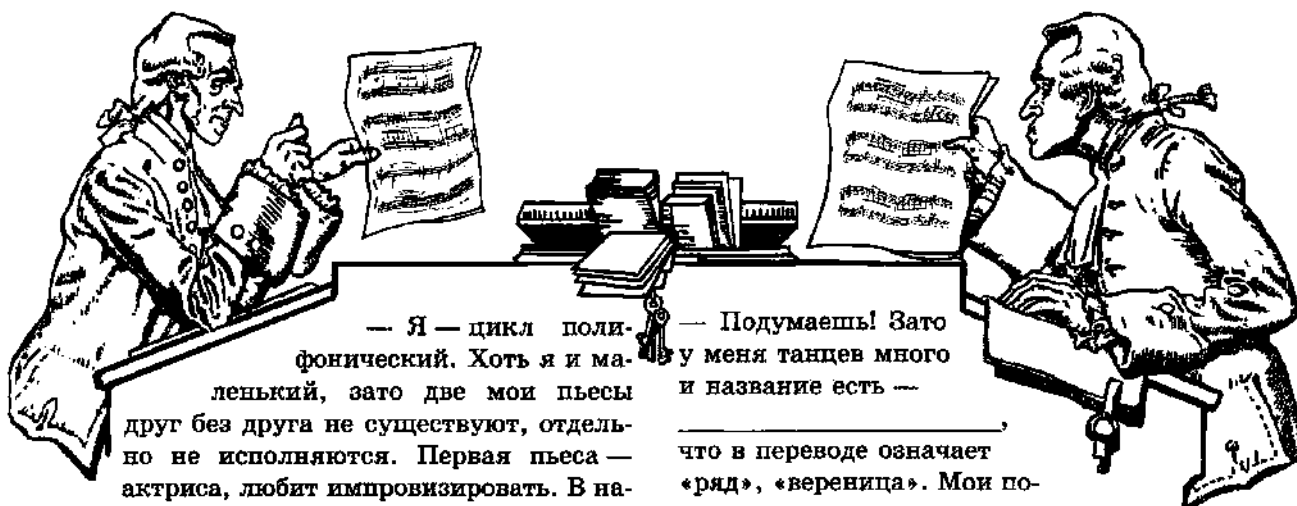 — Я — цикл поли-
фонический. Хоть я и ма-
ленький, зато две мои пьесы
друг без друга не существуют, отдель-
но не исполняются. Первая пьеса —
актриса, любит импровизировать. В на-
— Подумаешь! Зато
у меня танцев много
и название есть —
____________________,
что в переводе означает
«ряд», «вереница». Мои по-